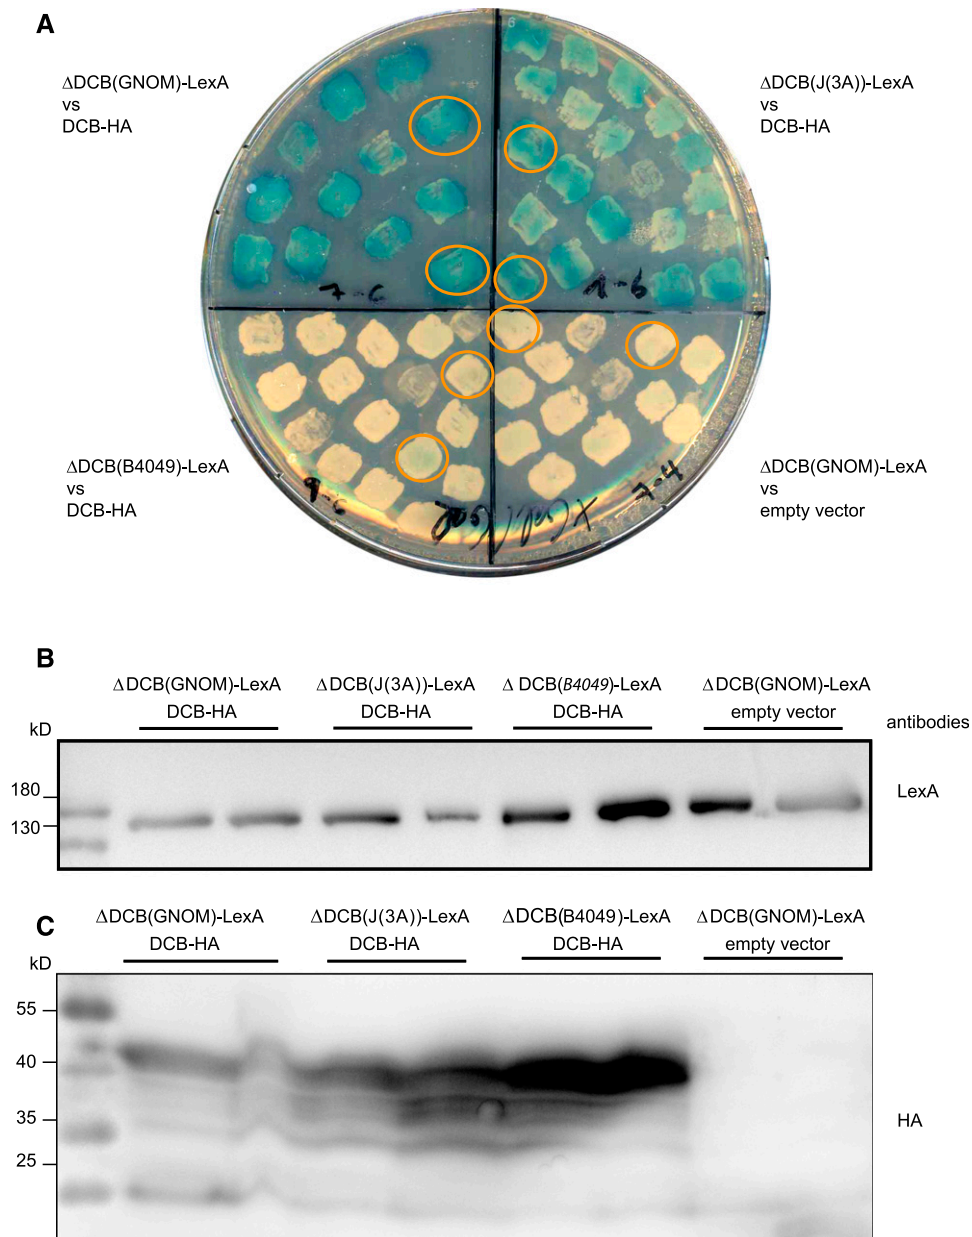 A
ΔDCB(GNOM)-LexA
vs
DCB-HA
ΔDCB(J(3A))-LexA
vs
DCB-HA
7-6
1-6
ΔDCB(B4049)-LexA
vs
DCB-HA
ΔDCB(GNOM)-LexA
vs
empty vector
9-6
7-4
B
ΔDCB(GNOM)-LexA
DCB-HA
ΔDCB(J(3A))-LexA
DCB-HA
Δ DCB(B4049)-LexA
DCB-HA
ΔDCB(GNOM)-LexA
empty vector
antibodies
kD
180
130
LexA
C
ΔDCB(GNOM)-LexA
DCB-HA
ΔDCB(J(3A))-LexA
DCB-HA
ΔDCB(B4049)-LexA
DCB-HA
ΔDCB(GNOM)-LexA
empty vector
kD
55
40
35
25
HA